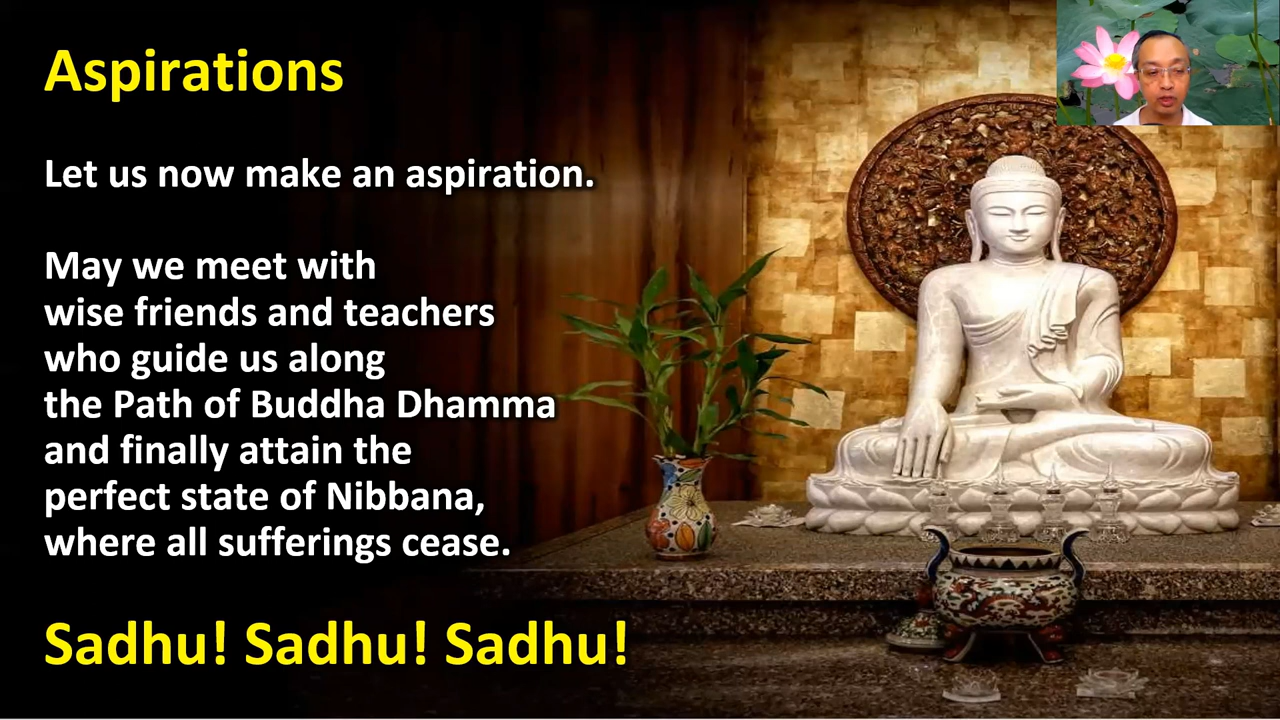 Aspirations
Let us now make an aspiration.
May we meet with
wise friends and teachers
who guide us along
the Path of Buddha Dhamma
and finally attain the
perfect state of Nibbana,
where all sufferings cease.
Sadhu! Sadhu! Sadhu!